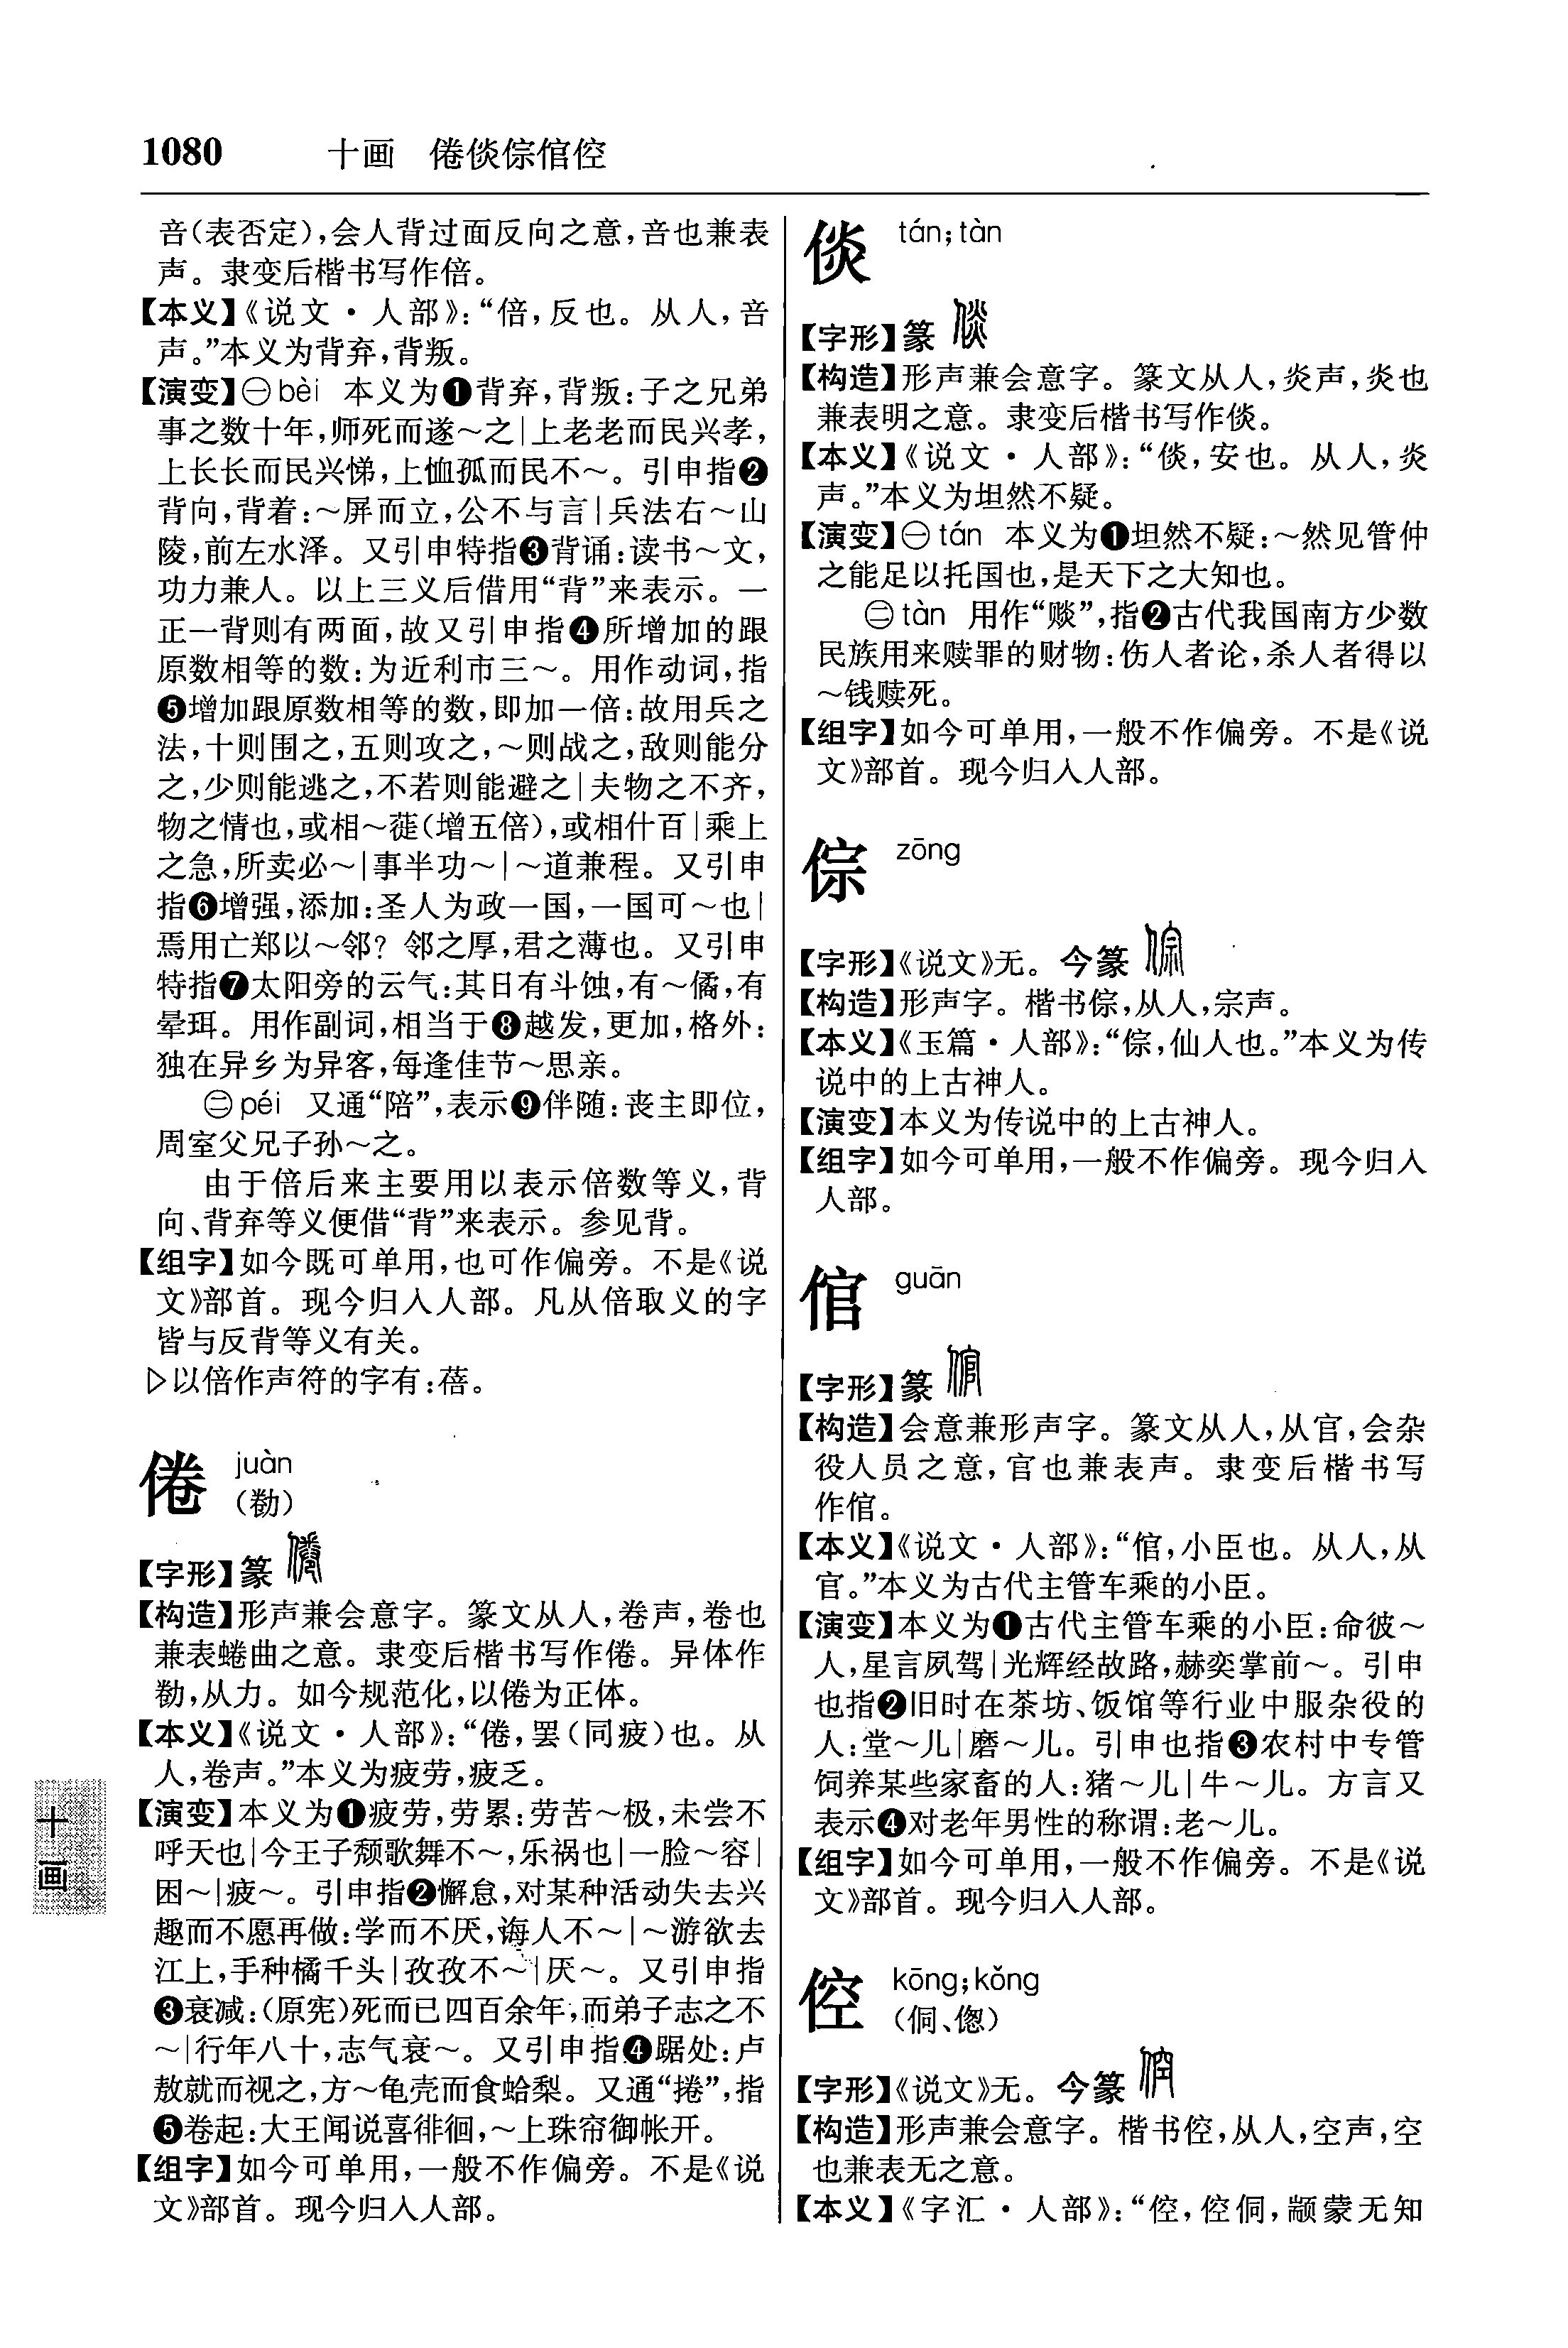 1080 十画 倦倓倧倌倥
音(表否定),会人背过面反向之意,音也兼表
声。隶变后楷书写作倍。
【本义】《说文·人部》:“倍,反也。从人,音
声。”本义为背弃,背叛。
【演变】㊀bèi 本义为❶背弃,背叛:子之兄弟
事之数十年,师死而遂~之|上老老而民兴孝,
上长长而民兴悌,上恤孤而民不~。引申指❷
背向,背着:~屏而立,公不与言|兵法右~山
陵,前左水泽。又引申特指❸背诵:读书~文,
功力兼人。以上三义后借用“背”来表示。一
正一背则有两面,故又引申指❹所增加的跟
原数相等的数:为近利市三~。用作动词,指
❺增加跟原数相等的数,即加一倍:故用兵之
法,十则围之,五则攻之,~则战之,敌则能分
之,少则能逃之,不若则能避之|夫物之不齐,
物之情也,或相~蓰(增五倍),或相什百|乘上
之急,所卖必~|事半功~|~道兼程。又引申
指❻增强,添加:圣人为政一国,一国可~也|
焉用亡郑以~邻?邻之厚,君之薄也。又引申
特指❼太阳旁的云气:其日有斗蚀,有~僪,有
晕珥。用作副词,相当于❽越发,更加,格外:
独在异乡为异客,每逢佳节~思亲。
㊁péi 又通“陪”,表示❾伴随:丧主即位,
周室父兄子孙~之。
由于倍后来主要用以表示倍数等义,背
向、背弃等义便借“背”来表示。参见背。
【组字】如今既可单用,也可作偏旁。不是《说
文》部首。现今归入人部。凡从倍取义的字
皆与反背等义有关。
▷以倍作声符的字有:蓓。
倦 juàn
(勌)
【字形】篆
【构造】形声兼会意字。篆文从人,卷声,卷也
兼表蜷曲之意。隶变后楷书写作倦。异体作
勌,从力。如今规范化,以倦为正体。
【本义】《说文·人部》:“倦,罢(同疲)也。从
人,卷声。”本义为疲劳,疲乏。
【演变】本义为❶疲劳,劳累:劳苦~极,未尝不
呼天也|今王子颓歌舞不~,乐祸也|一脸~容|
困~|疲~。引申指❷懈怠,对某种活动失去兴
趣而不愿再做:学而不厌,诲人不~|~游欲去
江上,手种橘千头|孜孜不~|厌~。又引申指
❸衰减:(原宪)死而已四百余年,而弟子志之不
~|行年八十,志气衰~。又引申指❹踞处:卢
敖就而视之,方~龟壳而食蛤梨。又通“捲”,指
❺卷起:大王闻说喜徘徊,~上珠帘御帐开。
【组字】如今可单用,一般不作偏旁。不是《说
文》部首。现今归入人部。
倓 tán;tàn
【字形】篆
【构造】形声兼会意字。篆文从人,炎声,炎也
兼表明之意。隶变后楷书写作倓。
【本义】《说文·人部》:“倓,安也。从人,炎
声。”本义为坦然不疑。
【演变】㊀tán 本义为❶坦然不疑:~然见管仲
之能足以托国也,是天下之大知也。
㊁tàn 用作“赕”,指❷古代我国南方少数
民族用来赎罪的财物:伤人者论,杀人者得以
~钱赎死。
【组字】如今可单用,一般不作偏旁。不是《说
文》部首。现今归入人部。
倧 zōng
【字形】《说文》无。今篆
【构造】形声字。楷书倧,从人,宗声。
【本义】《玉篇·人部》:“倧,仙人也。”本义为传
说中的上古神人。
【演变】本义为传说中的上古神人。
【组字】如今可单用,一般不作偏旁。现今归入
人部。
倌 guān
【字形】篆
【构造】会意兼形声字。篆文从人,从官,会杂
役人员之意,官也兼表声。隶变后楷书写
作倌。
【本义】《说文·人部》:“倌,小臣也。从人,从
官。”本义为古代主管车乘的小臣。
【演变】本义为❶古代主管车乘的小臣:命彼~
人,星言夙驾|光辉经故路,赫奕掌前~。引申
也指❷旧时在茶坊、饭馆等行业中服杂役的
人:堂~儿|磨~儿。引申也指❸农村中专管
饲养某些家畜的人:猪~儿|牛~儿。方言又
表示❹对老年男性的称谓:老~儿。
【组字】如今可单用,一般不作偏旁。不是《说
文》部首。现今归入人部。
倥 kōng;kǒng
(侗、偬)
【字形】《说文》无。今篆
【构造】形声兼会意字。楷书倥,从人,空声,空
也兼表无之意。
【本义】《字汇·人部》:“倥,倥侗,颛蒙无知
十
画